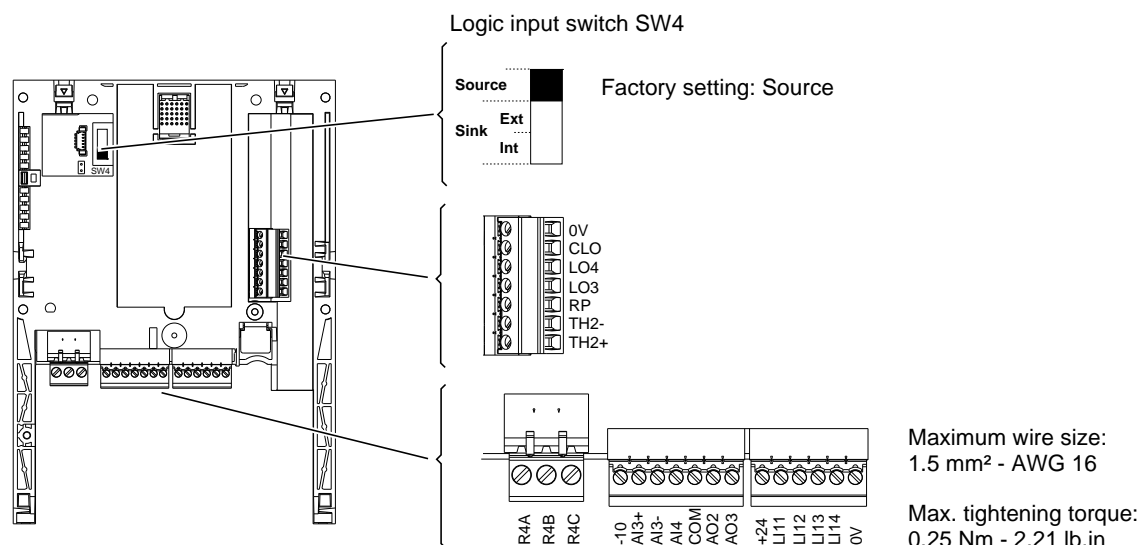 Logic input switch SW4
Source
Factory setting: Source
Ext
Sink
Int
SW4
0V
CLO
LO4
LO3
RP
TH2-
TH2+
Maximum wire size:
1.5 mm² - AWG 16
R4A
R4B
R4C
-10
AI3+
AI3-
AI4
COM
AO2
AO3
+24
LI11
LI12
LI13
LI14
0V
Max. tightening torque:
0.25 Nm - 2.21 lb.in